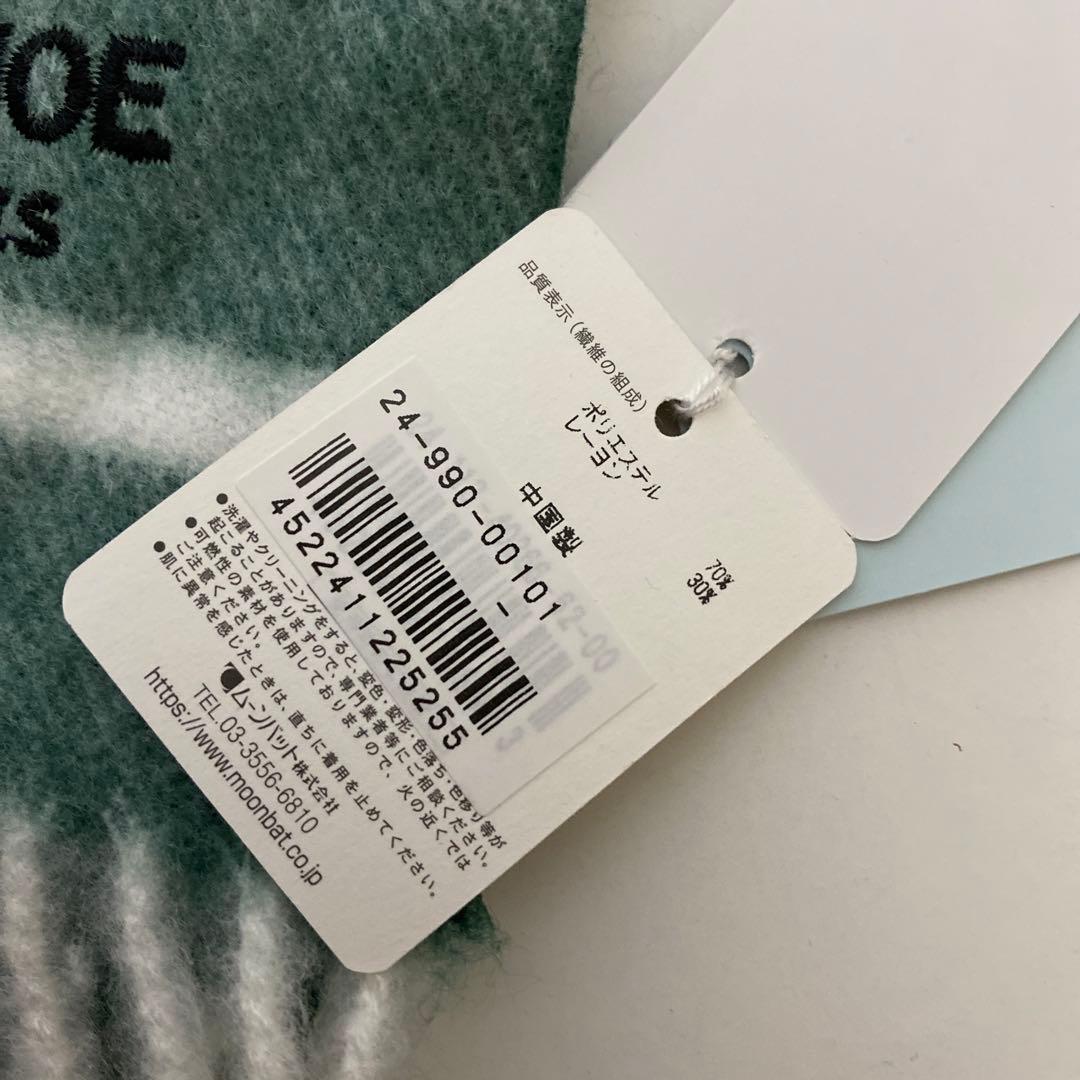 OE
ES
品質表示(繊維の組成)
ポリエステル 70%
レーヨン 30%
中国製
24-990-00101
-
4522411225255
●洗濯やクリーニングをすると、変色・変形・色落ち・色移り等が
起こることがありますので、専門業者等にご相談ください。
●可燃性の素材を使用しておりますので、火の近くでは
ご注意ください。
●肌に異常を感じたときは、直ちに着用を止めてください。
ムーンバット株式会社
TEL.03-3556-6810
https://www.moonbat.co.jp